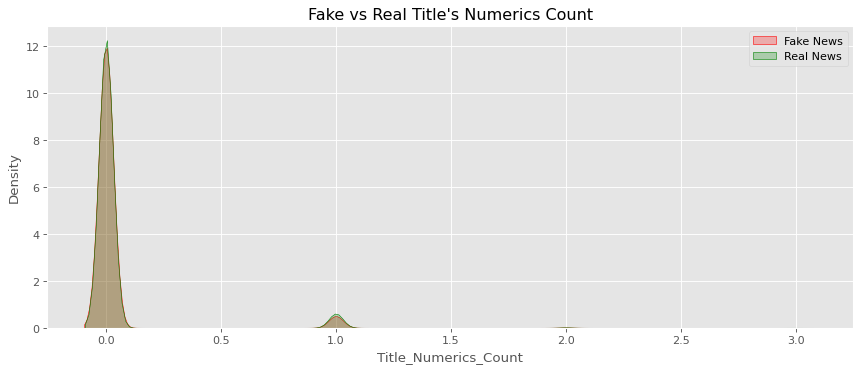 Fake vs Real Title's Numerics Count
Fake News
Real News
12
10
8
6
4
2
0
Density
0.0 0.5 1.0 1.5 2.0 2.5 3.0
Title_Numerics_Count